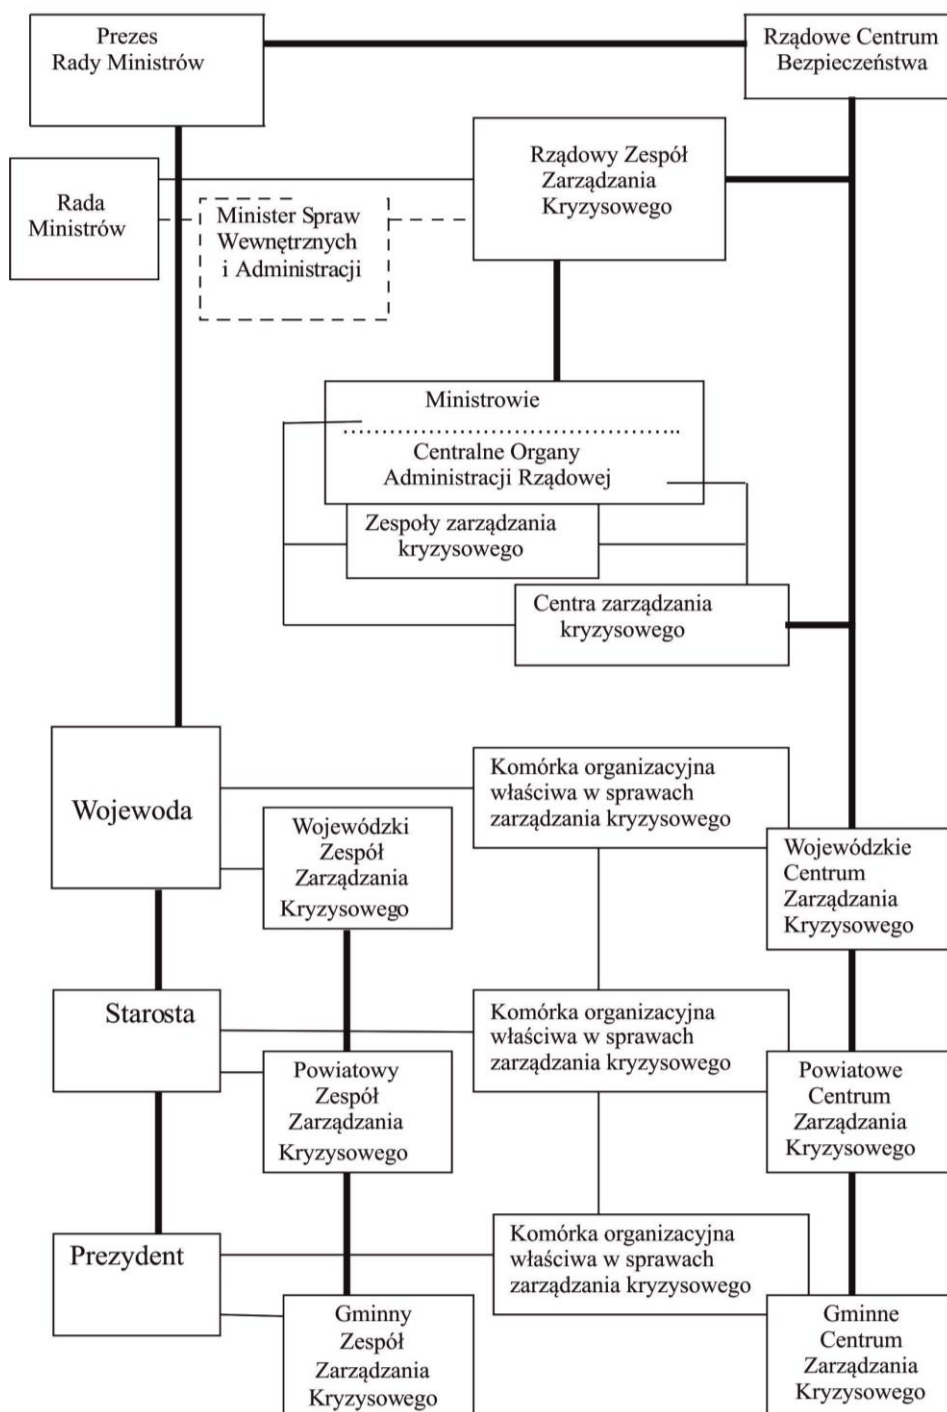 Prezes
Rady Ministrów
Rządowe Centrum
Bezpieczeństwa
Rządowy Zespół
Zarządzania
Kryzysowego
Rada
Ministrów
Minister Spraw
Wewnętrznych
i Administracji
Ministrowie
Centralne Organy
Administracji Rządowej
Zespoły zarządzania
kryzysowego
Centra zarządzania
kryzysowego
Wojewoda
Komórka organizacyjna
właściwa w sprawach
zarządzania kryzysowego
Wojewódzki
Zespół
Zarządzania
Kryzysowego
Wojewódzkie
Centrum
Zarządzania
Kryzysowego
Starosta
Komórka organizacyjna
właściwa w sprawach
zarządzania kryzysowego
Powiatowy
Zespół
Zarządzania
Kryzysowego
Powiatowe
Centrum
Zarządzania
Kryzysowego
Prezydent
Komórka organizacyjna
właściwa w sprawach
zarządzania kryzysowego
Gminny
Zespół
Zarządzania
Kryzysowego
Gminne
Centrum
Zarządzania
Kryzysowego